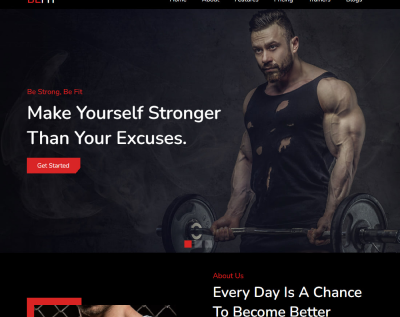 Home About Features Pricing Trainers Blogs
Be Strong, Be Fit
Make Yourself Stronger
Than Your Excuses.
Get Started
About Us
Every Day Is A Chance
To Become Better